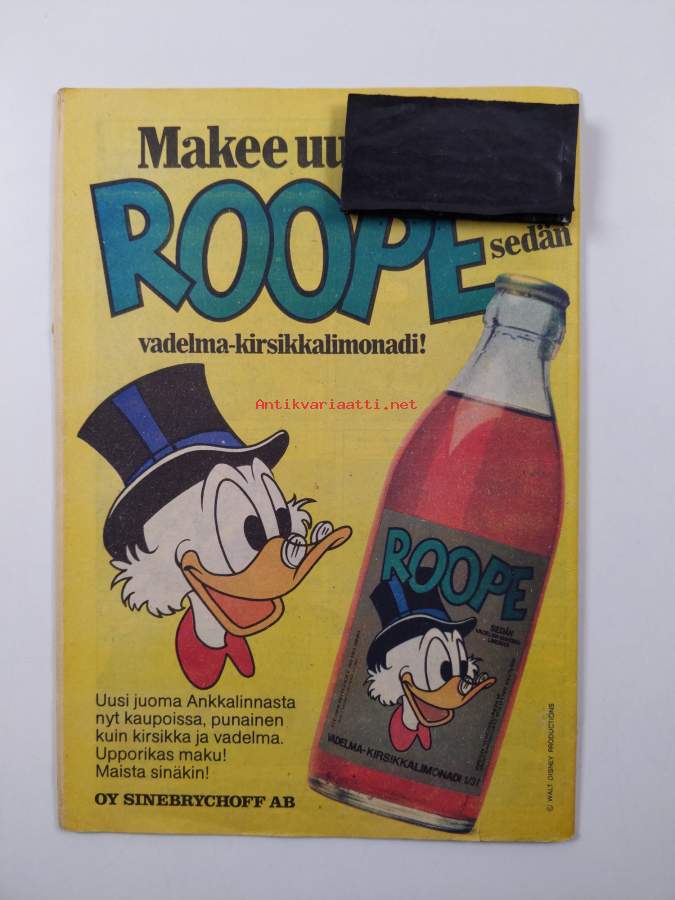 Makee uu
ROOPE
sedän
vadelma-kirsikkalimonadi!
Antikvariaatti.net
ROOPE
SEDÄN
VADELMA-KIRSIKKALIMONADI 1/3 l
Uusi juoma Ankkalinnasta
nyt kaupoissa, punainen
kuin kirsikka ja vadelma.
Upporikas maku!
Maista sinäkin!
OY SINEBRYCHOFF AB
© WALT DISNEY PRODUCTIONS